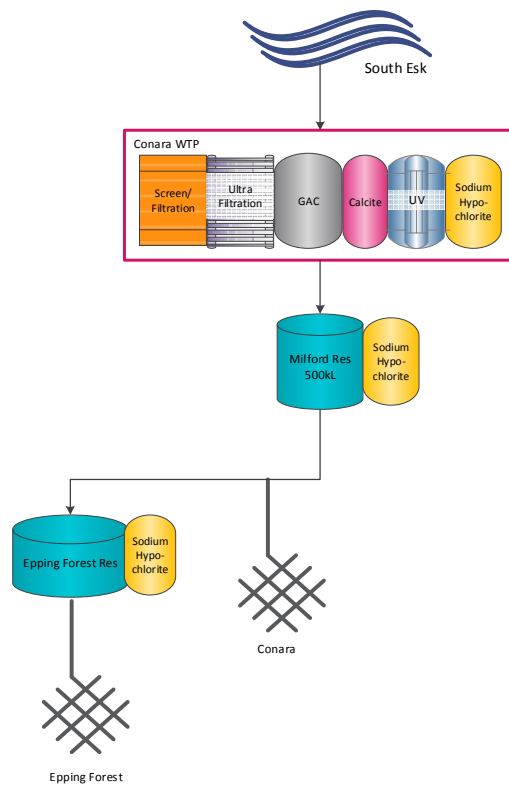 South Esk
Conara WTP
Screen/
Filtration
Ultra
Filtration
GAC
Calcite
UV
Sodium
Hypo-
chlorite
Milford Res
500kL
Sodium
Hypo-
chlorite
Epping Forest Res
Sodium
Hypo-
chlorite
Conara
Epping Forest